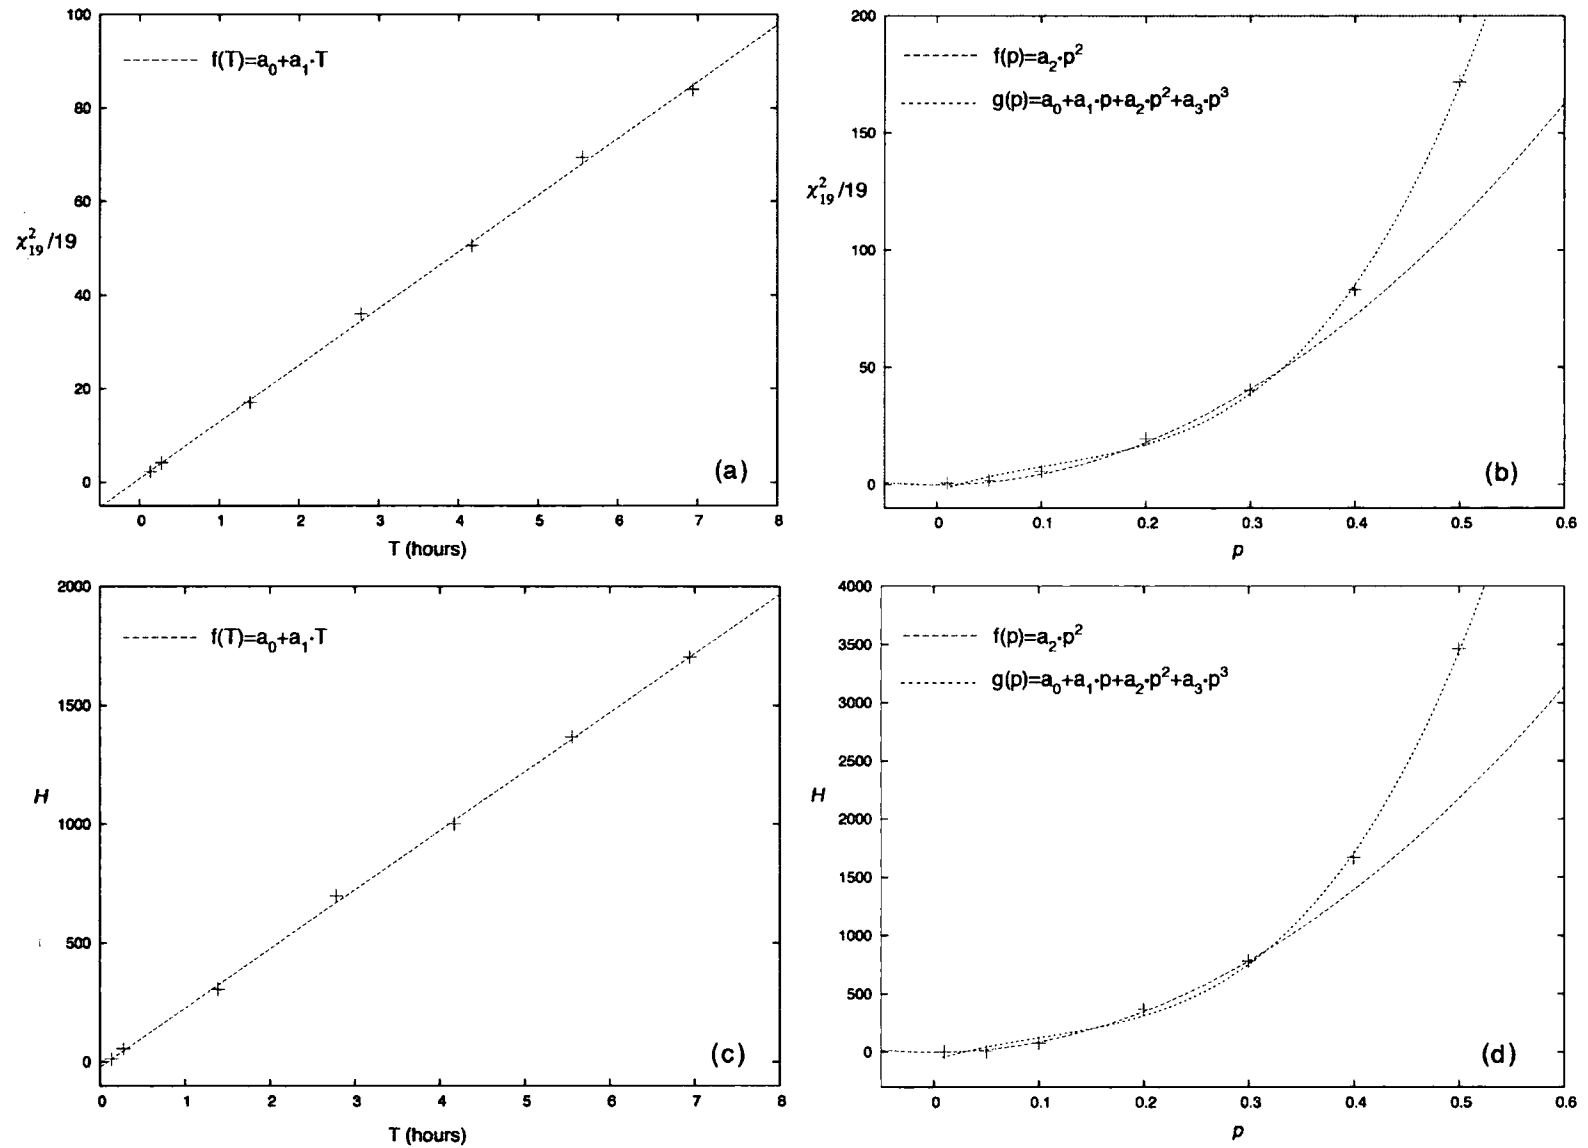 100
80
60
40
20
0
χ²₁₉/19
f(T)=a₀+a₁·T
(a)
0 1 2 3 4 5 6 7 8
T (hours)
200
150
100
50
0
χ²₁₉/19
f(p)=a₂·p²
g(p)=a₀+a₁·p+a₂·p²+a₃·p³
(b)
0 0.1 0.2 0.3 0.4 0.5 0.6
p
2000
1500
1000
500
0
H
f(T)=a₀+a₁·T
(c)
0 1 2 3 4 5 6 7 8
T (hours)
4000
3500
3000
2500
2000
1500
1000
500
0
H
f(p)=a₂·p²
g(p)=a₀+a₁·p+a₂·p²+a₃·p³
(d)
0 0.1 0.2 0.3 0.4 0.5 0.6
p